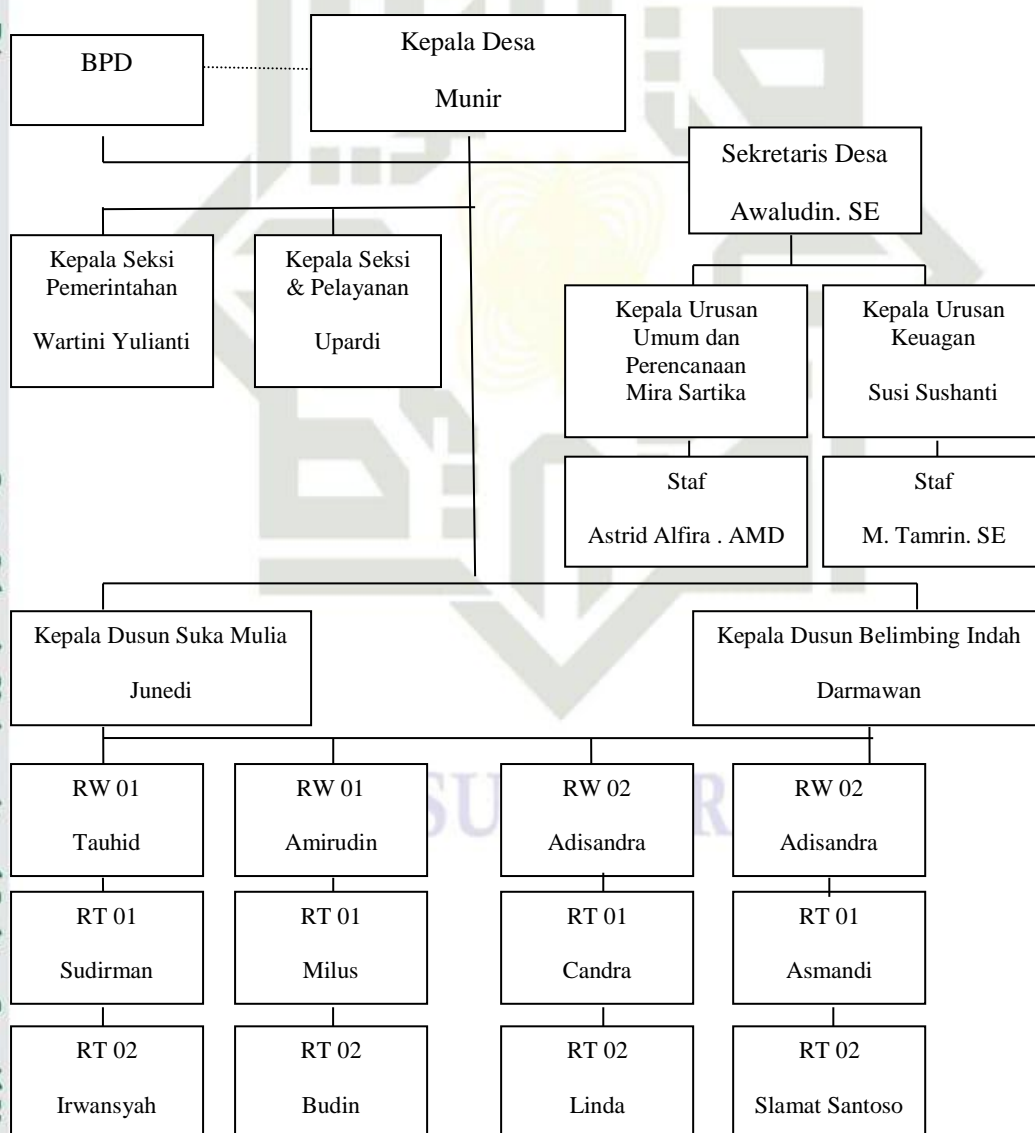 BPD
Kepala Desa
Munir
Sekretaris Desa
Awaludin. SE
Kepala Seksi
Pemerintahan
Wartini Yulianti
Kepala Seksi
& Pelayanan
Upardi
Kepala Urusan
Umum dan
Perencanaan
Mira Sartika
Kepala Urusan
Keuagan
Susi Sushanti
Staf
Astrid Alfira . AMD
Staf
M. Tamrin. SE
Kepala Dusun Suka Mulia
Junedi
Kepala Dusun Belimbing Indah
Darmawan
RW 01
Tauhid
RW 01
Amirudin
RW 02
Adisandra
RW 02
Adisandra
RT 01
Sudirman
RT 01
Milus
RT 01
Candra
RT 01
Asmandi
RT 02
Irwansyah
RT 02
Budin
RT 02
Linda
RT 02
Slamat Santoso